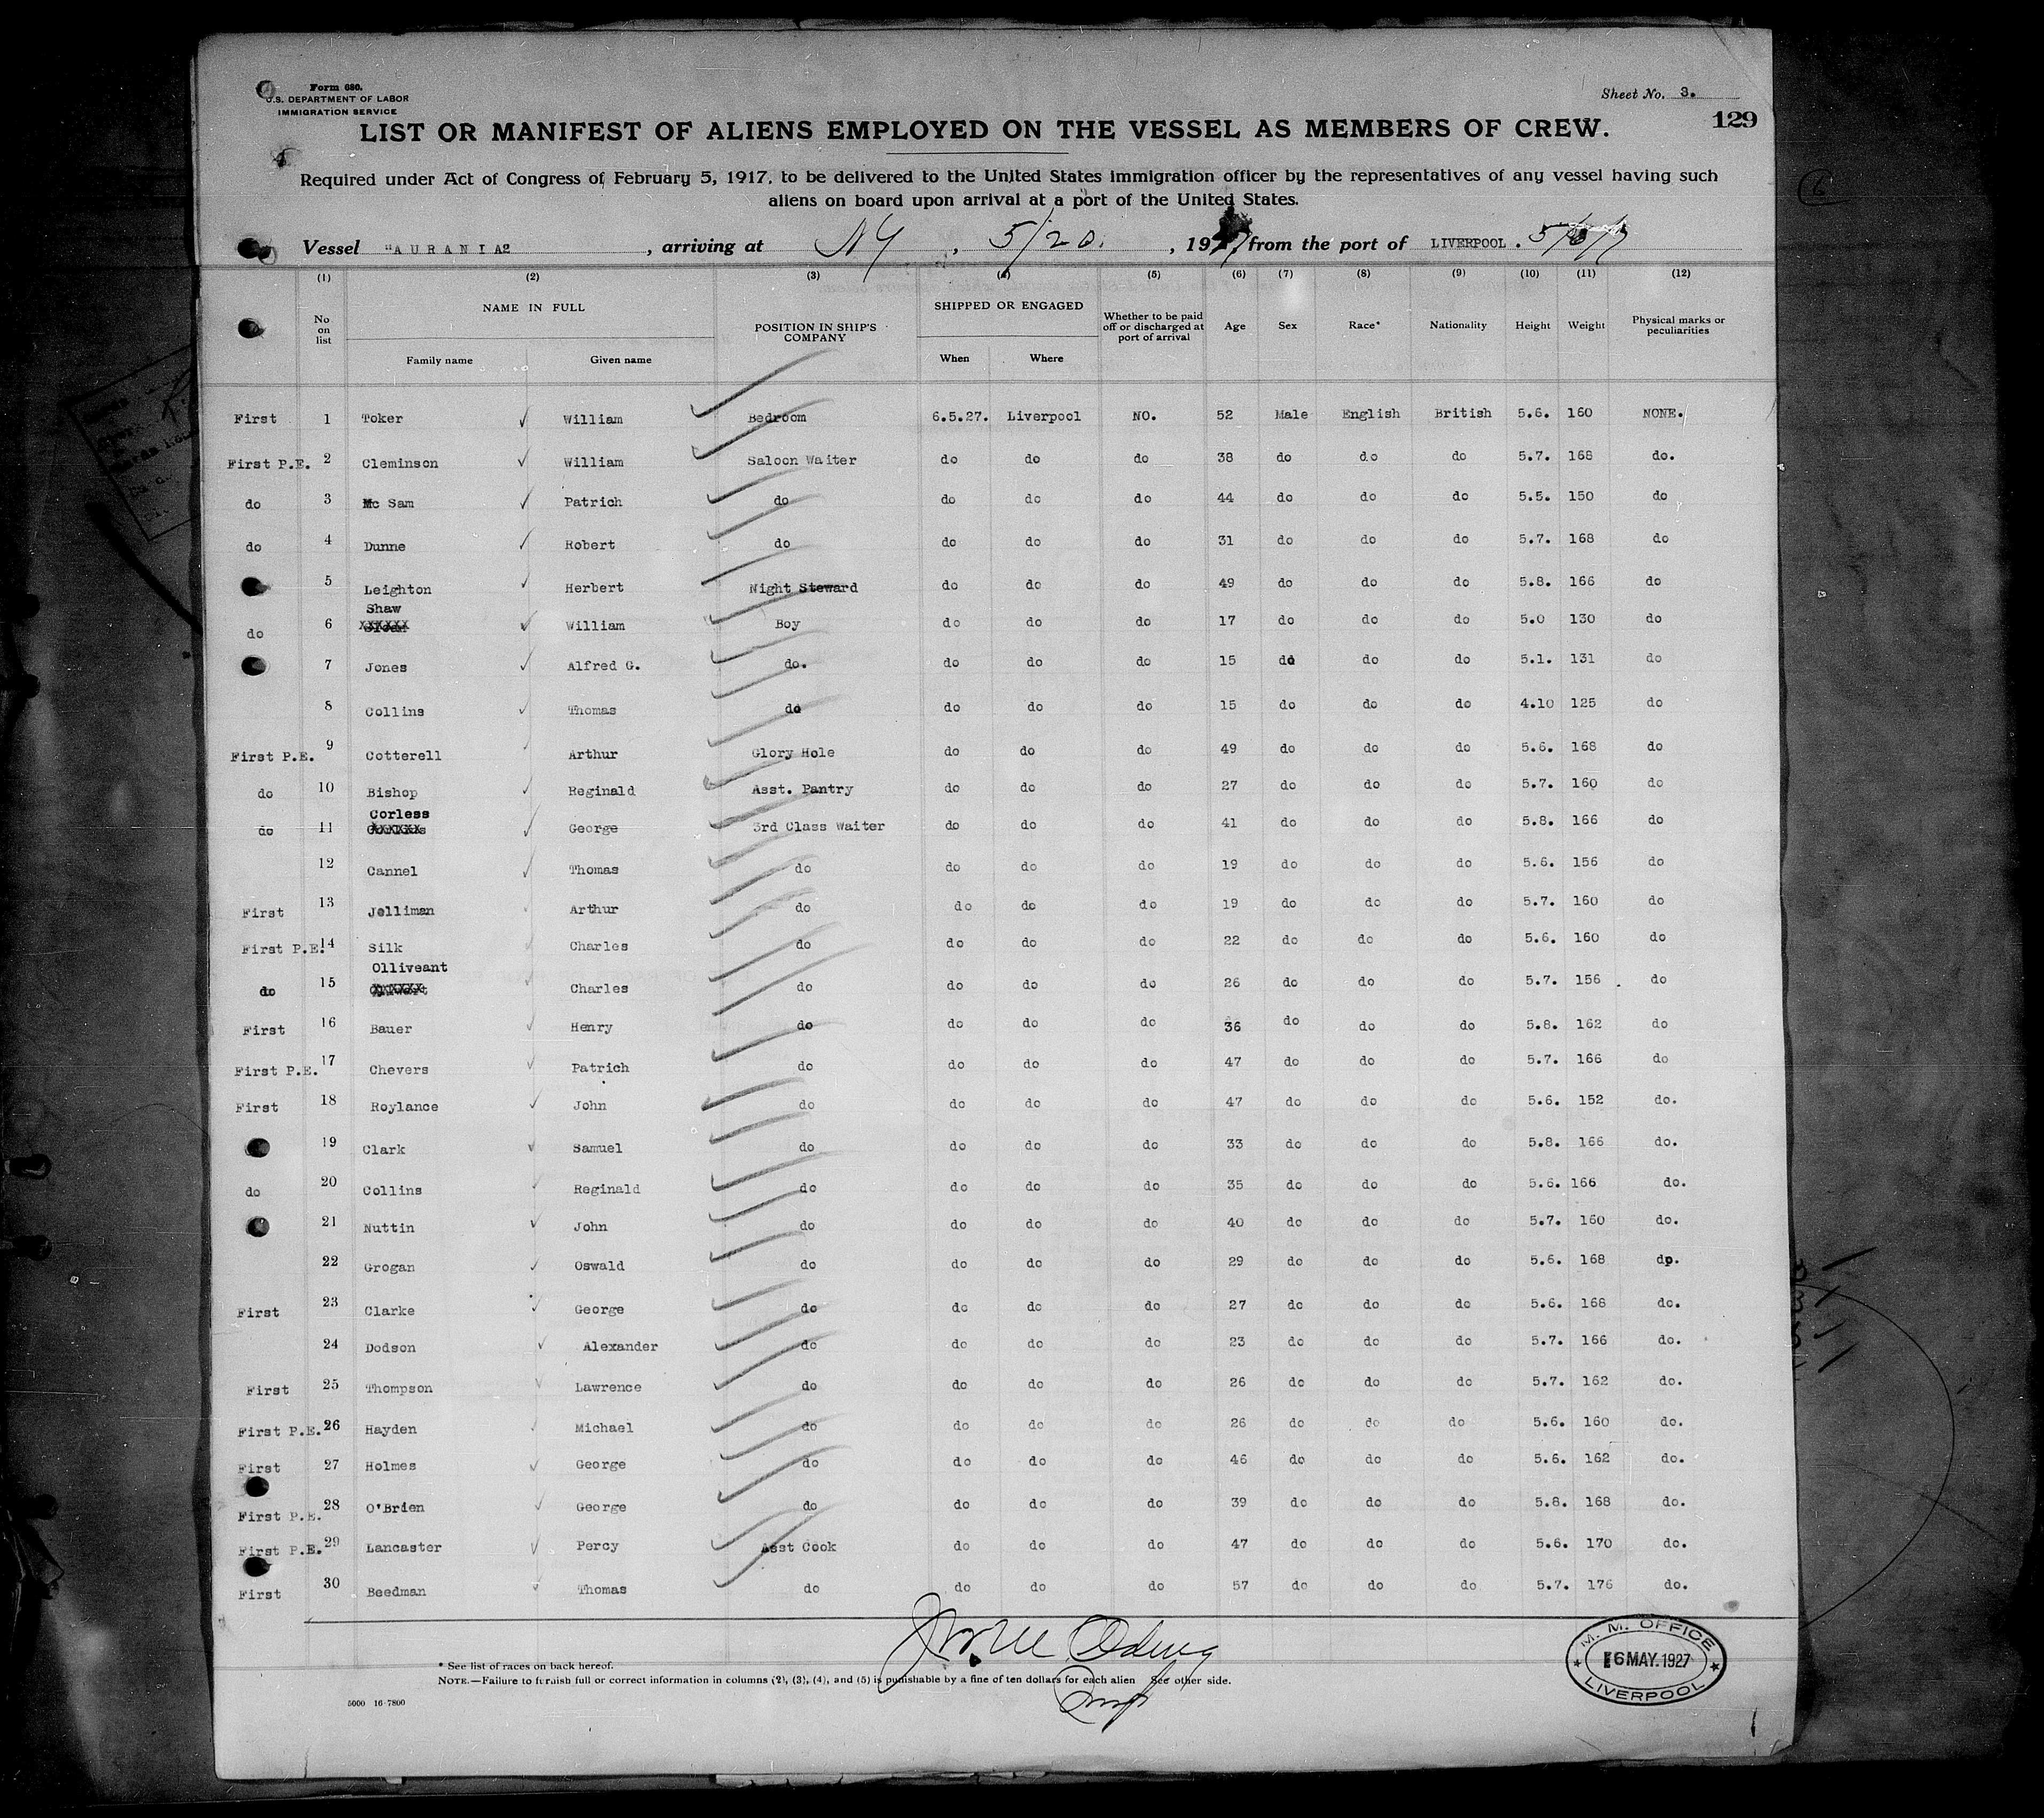 Form 680.
U.S. DEPARTMENT OF LABOR
IMMIGRATION SERVICE
Sheet No. 3.
129
LIST OR MANIFEST OF ALIENS EMPLOYED ON THE VESSEL AS MEMBERS OF CREW.
Required under Act of Congress of February 5, 1917, to be delivered to the United States immigration officer by the representatives of any vessel having such
aliens on board upon arrival at a port of the United States.
Vessel "AURANIA" , arriving at NY , 5/20. , 1927 from the port of LIVERPOOL.
(1) (2) (3) (4) (5) (6) (7) (8) (9) (10) (11) (12)
No on list NAME IN FULL Family name Given name POSITION IN SHIP'S COMPANY SHIPPED OR ENGAGED When Where Whether to be paid off or discharged at port of arrival Age Sex Race* Nationality Height Weight Physical marks or peculiarities
First 1 Toker William Bedroom 6.5.27. Liverpool NO. 52 Male English British 5.6. 160 NONE.
First P.E. 2 Cleminson William Saloon Waiter do do do 38 do do do 5.7. 168 do.
do 3 Mc Sam Patrich do do do do 44 do do do 5.5. 150 do
do 4 Dunne Robert do do do do 31 do do do 5.7. 168 do
5 Leighton Herbert Night Steward do do do 49 do do do 5.8. 166 do
do 6 Shaw William Boy do do do 17 do do do 5.0 130 do
7 Jones Alfred G. do. do do do 15 do do do 5.1. 131 do
8 Collins Thomas do do do do 15 do do do 4.10 125 do
First P.E. 9 Cotterell Arthur Glory Hole do do do 49 do do do 5.6. 168 do
do 10 Bishop Reginald Asst. Pantry do do do 27 do do do 5.7. 160 do
do 11 Corless George 3rd Class Waiter do do do 41 do do do 5.8. 166 do
12 Cannel Thomas do do do do 19 do do do 5.6. 156 do
First 13 Jelliman Arthur do do do do 19 do do do 5.7. 160 do
First P.E. 14 Silk Charles do do do do 22 do do do 5.6. 160 do
do 15 Olliveant Charles do do do do 26 do do do 5.7. 156 do
First 16 Bauer Henry do do do do 36 do do do 5.8. 162 do
First P.E. 17 Chevers Patrich do do do do 47 do do do 5.7. 166 do
First 18 Roylance John do do do do 47 do do do 5.6. 152 do.
19 Clark Samuel do do do do 33 do do do 5.8. 166 do.
do 20 Collins Reginald do do do do 35 do do do 5.6. 166 do.
21 Nuttin John do do do do 40 do do do 5.7. 160 do.
22 Grogan Oswald do do do do 29 do do do 5.6. 168 do.
First 23 Clarke George do do do do 27 do do do 5.6. 168 do.
24 Dodson Alexander do do do do 23 do do do 5.7. 166 do.
First 25 Thompson Lawrence do do do do 26 do do do 5.7. 162 do.
First P.E. 26 Hayden Michael do do do do 26 do do do 5.6. 160 do.
First 27 Holmes George do do do do 46 do do do 5.6. 162 do.
First P.E. 28 O'Brien George do do do do 39 do do do 5.8. 168 do.
First P.E. 29 Lancaster Percy Asst Cook do do do 47 do do do 5.6. 170 do.
First 30 Beedman Thomas do do do do 57 do do do 5.7. 176 do.
* See list of races on back hereof.
NOTE.—Failure to furnish full or correct information in columns (2), (3), (4), and (5) is punishable by a fine of ten dollars for each alien See other side.
5000 16-7800
M. M. OFFICE
6 MAY. 1927
LIVERPOOL